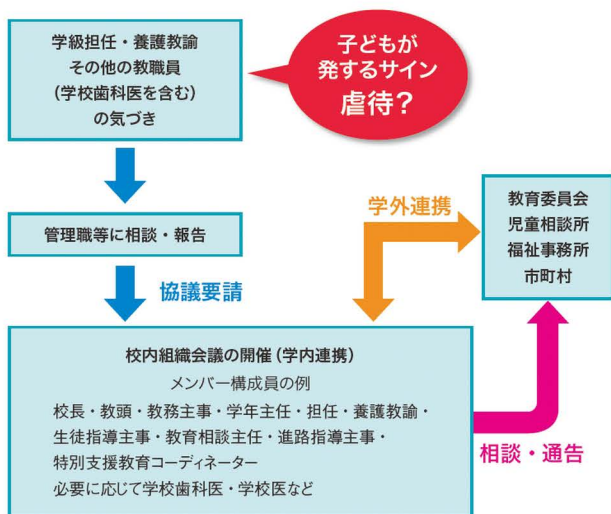 学級担任・養護教諭
その他の教職員
(学校歯科医を含む)
の気づき
子どもが
発するサイン
虐待?
管理職等に相談・報告
学外連携
教育委員会
児童相談所
福祉事務所
市町村
協議要請
校内組織会議の開催(学内連携)
メンバー構成員の例
校長・教頭・教務主事・学年主任・担任・養護教諭・
生徒指導主事・教育相談主任・進路指導主事・
特別支援教育コーディネーター
必要に応じて学校歯科医・学校医など
相談・通告